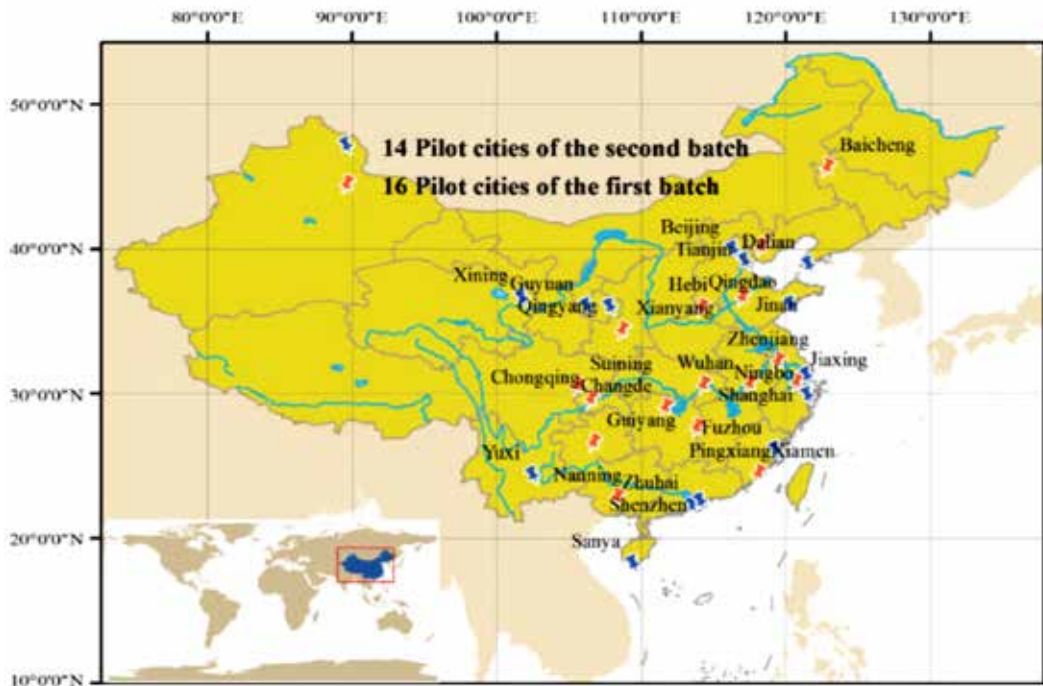 80°0'0"E 90°0'0"E 100°0'0"E 110°0'0"E 120°0'0"E 130°0'0"E
50°0'0"N
14 Pilot cities of the second batch
Baicheng
16 Pilot cities of the first batch
Beijing
40°0'0"N
Tianjin Dalian
Xining Guyuan
Hebi Qingdao
Qingyang Xianyang Jinan
Zhenjiang
Suining Wuhan Jiaxing
Chongqing Changde Ningbo
30°0'0"N
Shanghai
Guiyang Fuzhou
Yuxi Pingxiang Xiamen
Nanning Zhuhai
Shenzhen
20°0'0"N
Sanya
10°0'0"N